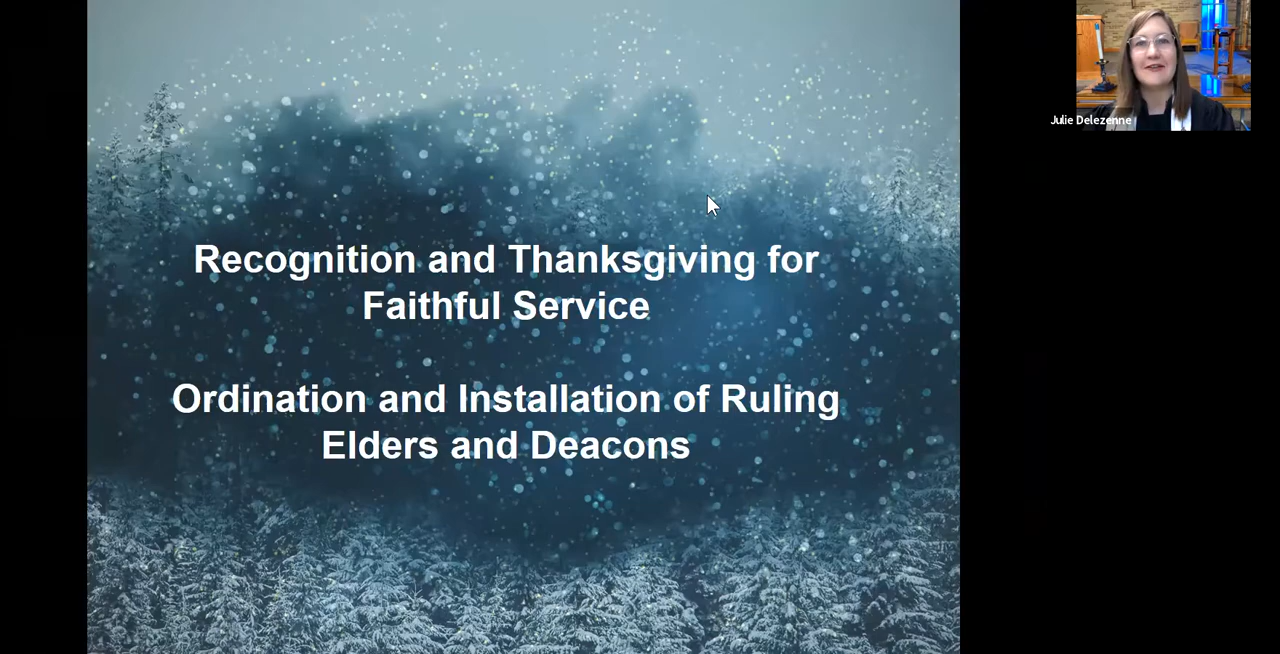 Recognition and Thanksgiving for
Faithful Service
Ordination and Installation of Ruling
Elders and Deacons
Julie Delezenne